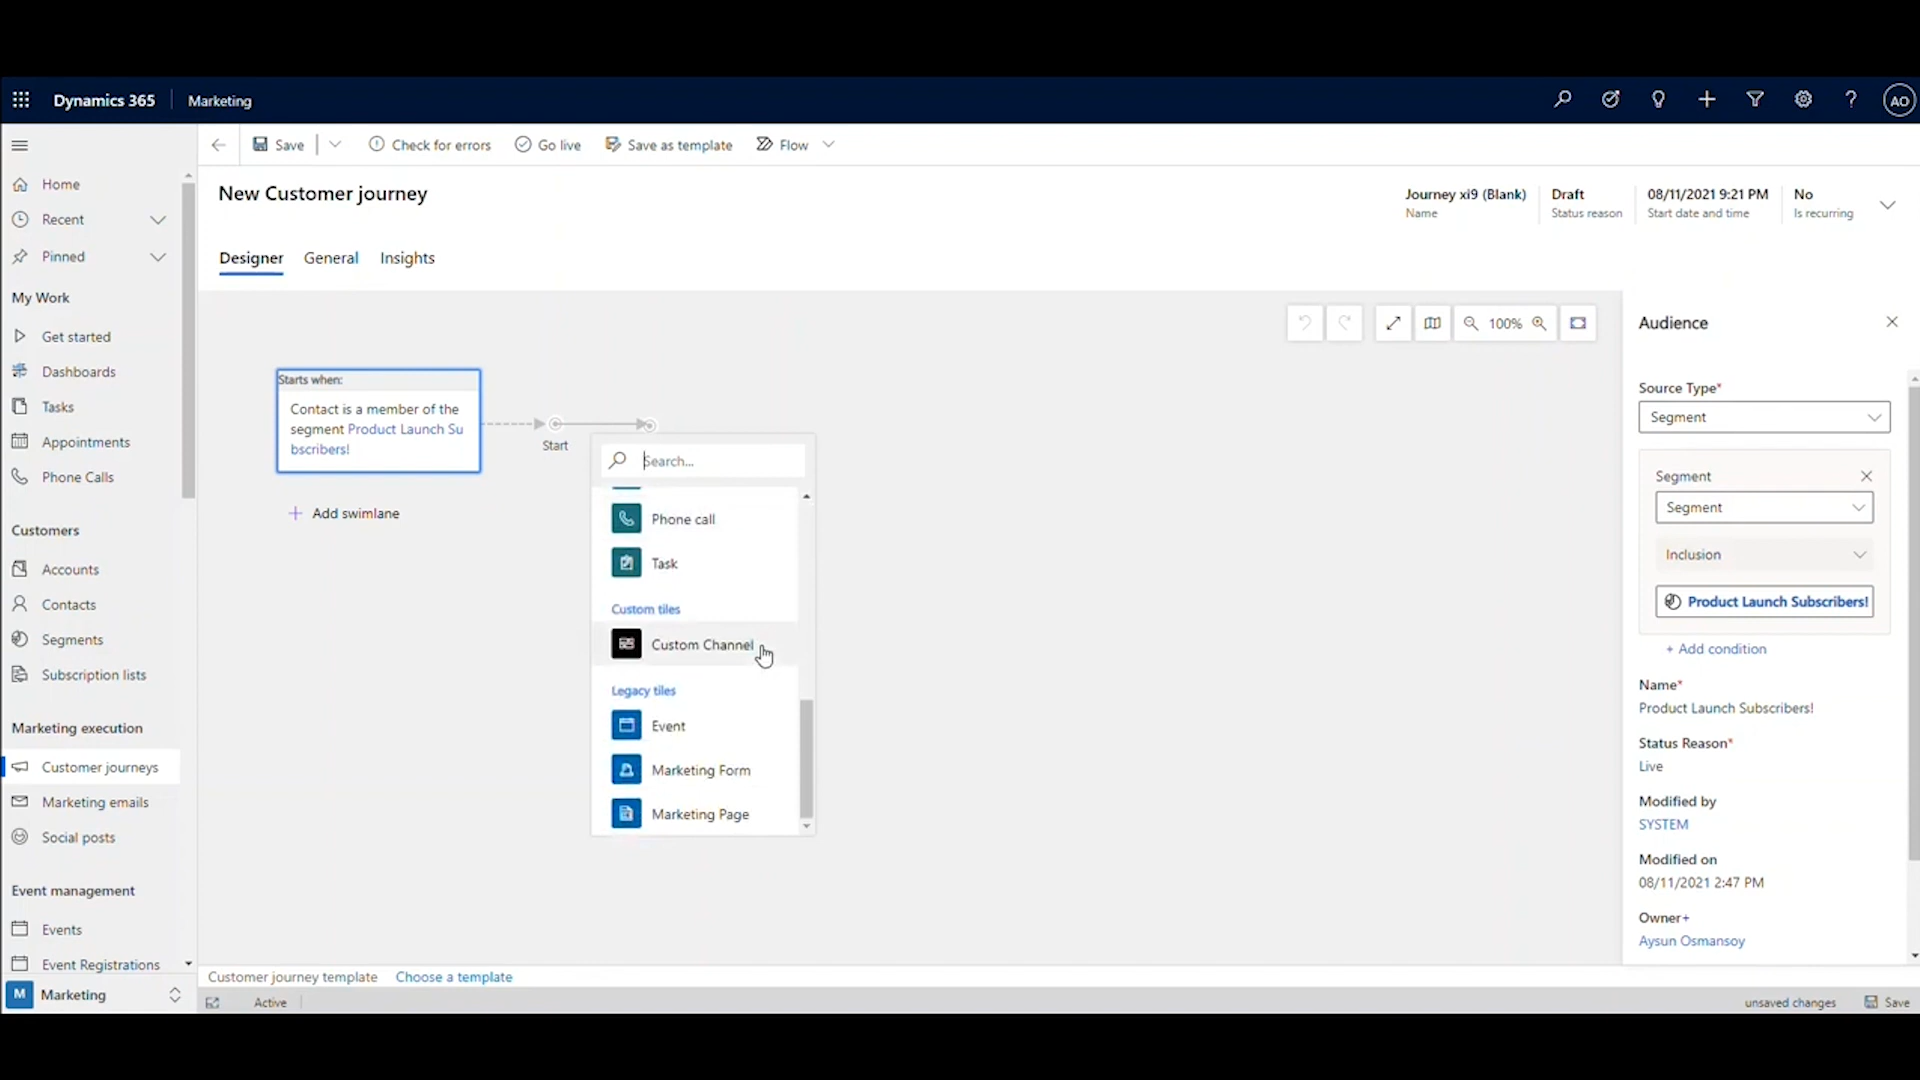 Dynamics 365 Marketing AO
Save Check for errors Go live Save as template Flow
New Customer journey
Journey xi9 (Blank) Draft 08/11/2021 9:21 PM No
Name Status reason Start date and time Is recurring
Designer General Insights
Home
Recent
Pinned
My Work
Get started
Dashboards
Tasks
Appointments
Phone Calls
Customers
Accounts
Contacts
Segments
Subscription lists
Marketing execution
Customer journeys
Marketing emails
Social posts
Event management
Events
Event Registrations
M Marketing
100%
Starts when:
Contact is a member of the
segment Product Launch Su
bscribers!
Start
Add swimlane
Search...
Phone call
Task
Custom tiles
Custom Channel
Legacy tiles
Event
Marketing Form
Marketing Page
Audience
Source Type*
Segment
Segment
Segment
Inclusion
Product Launch Subscribers!
+ Add condition
Name*
Product Launch Subscribers!
Status Reason*
Live
Modified by
SYSTEM
Modified on
08/11/2021 2:47 PM
Owner+
Aysun Osmansoy
Customer journey template Choose a template
Active unsaved changes Save